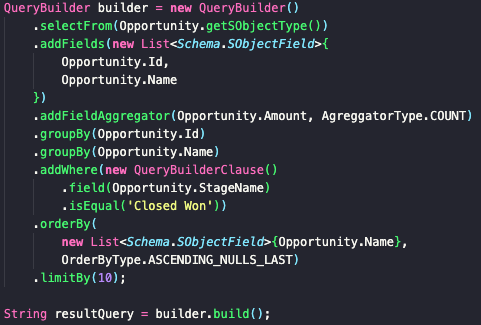 QueryBuilder builder = new QueryBuilder()
    .selectFrom(Opportunity.getSObjectType())
    .addFields(new List<Schema.SObjectField>{
        Opportunity.Id,
        Opportunity.Name
    })
    .addFieldAggregator(Opportunity.Amount, AgreggatorType.COUNT)
    .groupBy(Opportunity.Id)
    .groupBy(Opportunity.Name)
    .addWhere(new QueryBuilderClause()
        .field(Opportunity.StageName)
        .isEqual('Closed Won'))
    .orderBy(
        new List<Schema.SObjectField>{Opportunity.Name},
        OrderByType.ASCENDING_NULLS_LAST)
    .limitBy(10);

String resultQuery = builder.build();